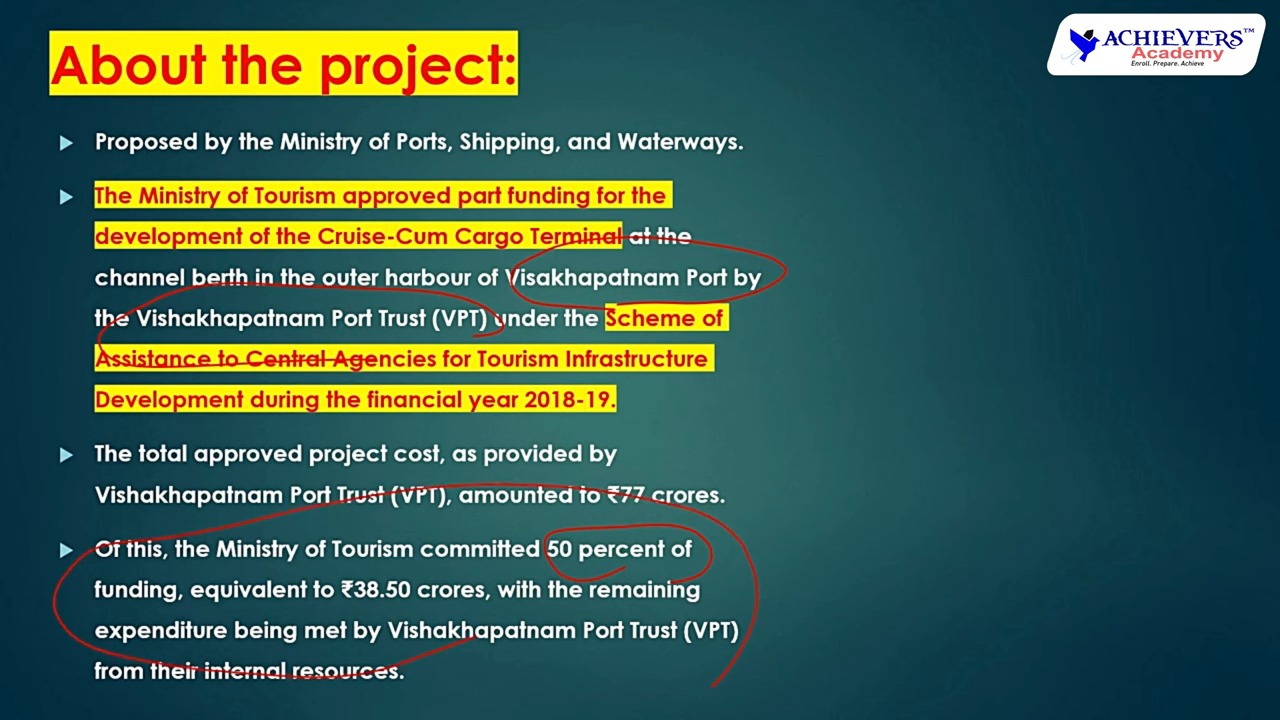 About the project:
ACHIEVERS™
Academy
Enroll. Prepare. Achieve
Proposed by the Ministry of Ports, Shipping, and Waterways.
The Ministry of Tourism approved part funding for the
development of the Cruise-Cum Cargo Terminal at the
channel berth in the outer harbour of Visakhapatnam Port by
the Vishakhapatnam Port Trust (VPT) under the Scheme of
Assistance to Central Agencies for Tourism Infrastructure
Development during the financial year 2018-19.
The total approved project cost, as provided by
Vishakhapatnam Port Trust (VPT), amounted to ₹77 crores.
Of this, the Ministry of Tourism committed 50 percent of
funding, equivalent to ₹38.50 crores, with the remaining
expenditure being met by Vishakhapatnam Port Trust (VPT)
from their internal resources.